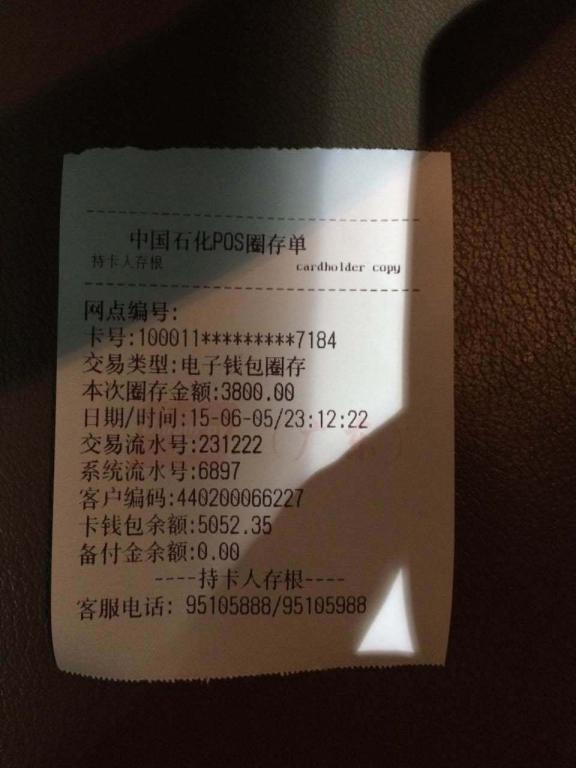 中国石化POS圈存单
持卡人存根 cardholder copy
网点编号:
卡号:100011*********7184
交易类型:电子钱包圈存
本次圈存金额:3800.00
日期/时间:15-06-05/23:12:22
交易流水号:231222
系统流水号:6897
客户编码:440200066227
卡钱包余额:5052.35
备付金余额:0.00
----持卡人存根----
客服电话: 95105888/95105988